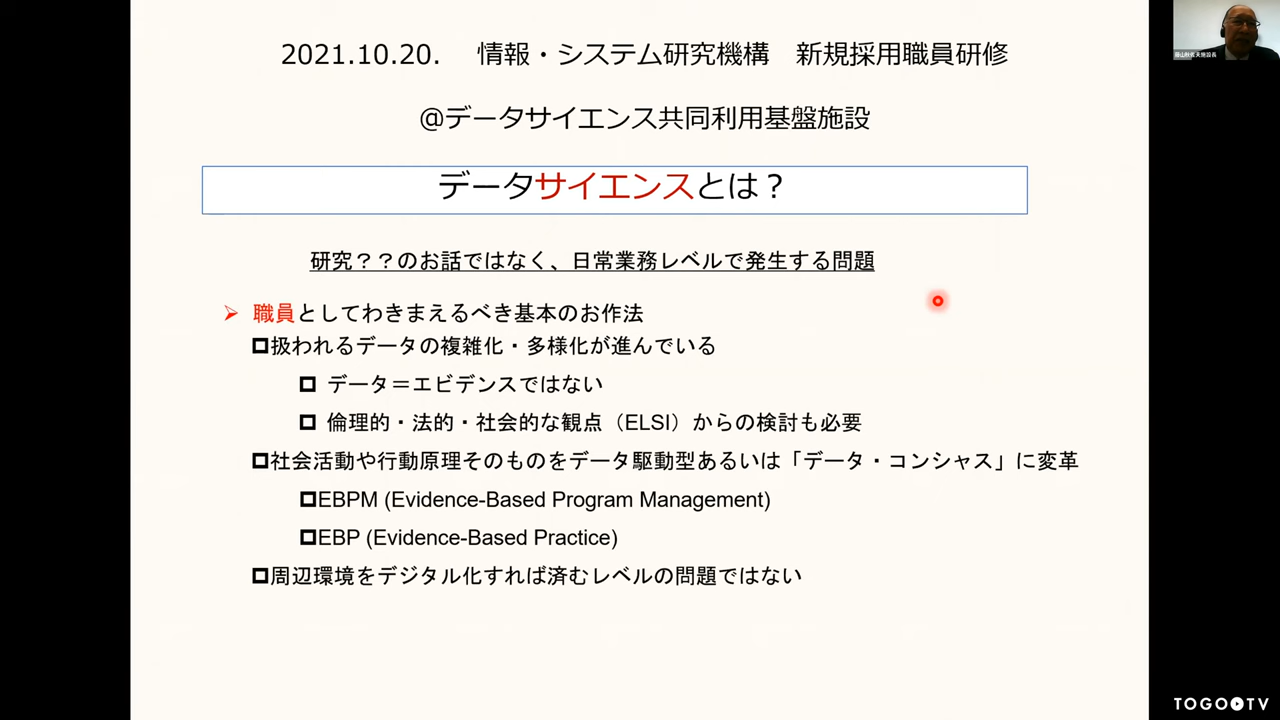 2021.10.20. 情報・システム研究機構 新規採用職員研修
@データサイエンス共同利用基盤施設
データサイエンスとは？
研究？？のお話ではなく、日常業務レベルで発生する問題
➢ 職員としてわきまえるべき基本のお作法
❑扱われるデータの複雑化・多様化が進んでいる
❑ データ＝エビデンスではない
❑ 倫理的・法的・社会的な観点（ELSI）からの検討も必要
❑社会活動や行動原理そのものをデータ駆動型あるいは「データ・コンシャス」に変革
❑EBPM (Evidence-Based Program Management)
❑EBP (Evidence-Based Practice)
❑周辺環境をデジタル化すれば済むレベルの問題ではない
TOGO TV